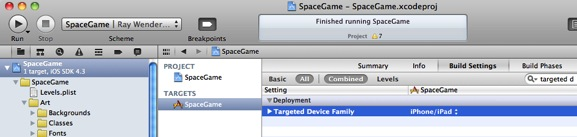 SpaceGame – SpaceGame.xcodeproj
SpaceGame | Ray Wender...
Finished running SpaceGame
Project 7
Run Stop Scheme Breakpoints
SpaceGame
1 target, iOS SDK 4.3
SpaceGame
Levels.plist
Art
Backgrounds
Classes
Fonts
SpaceGame
PROJECT
SpaceGame
TARGETS
SpaceGame
Summary Info Build Settings Build Phases
Basic All Combined Levels targeted d
Setting SpaceGame
Deployment
Targeted Device Family iPhone/iPad